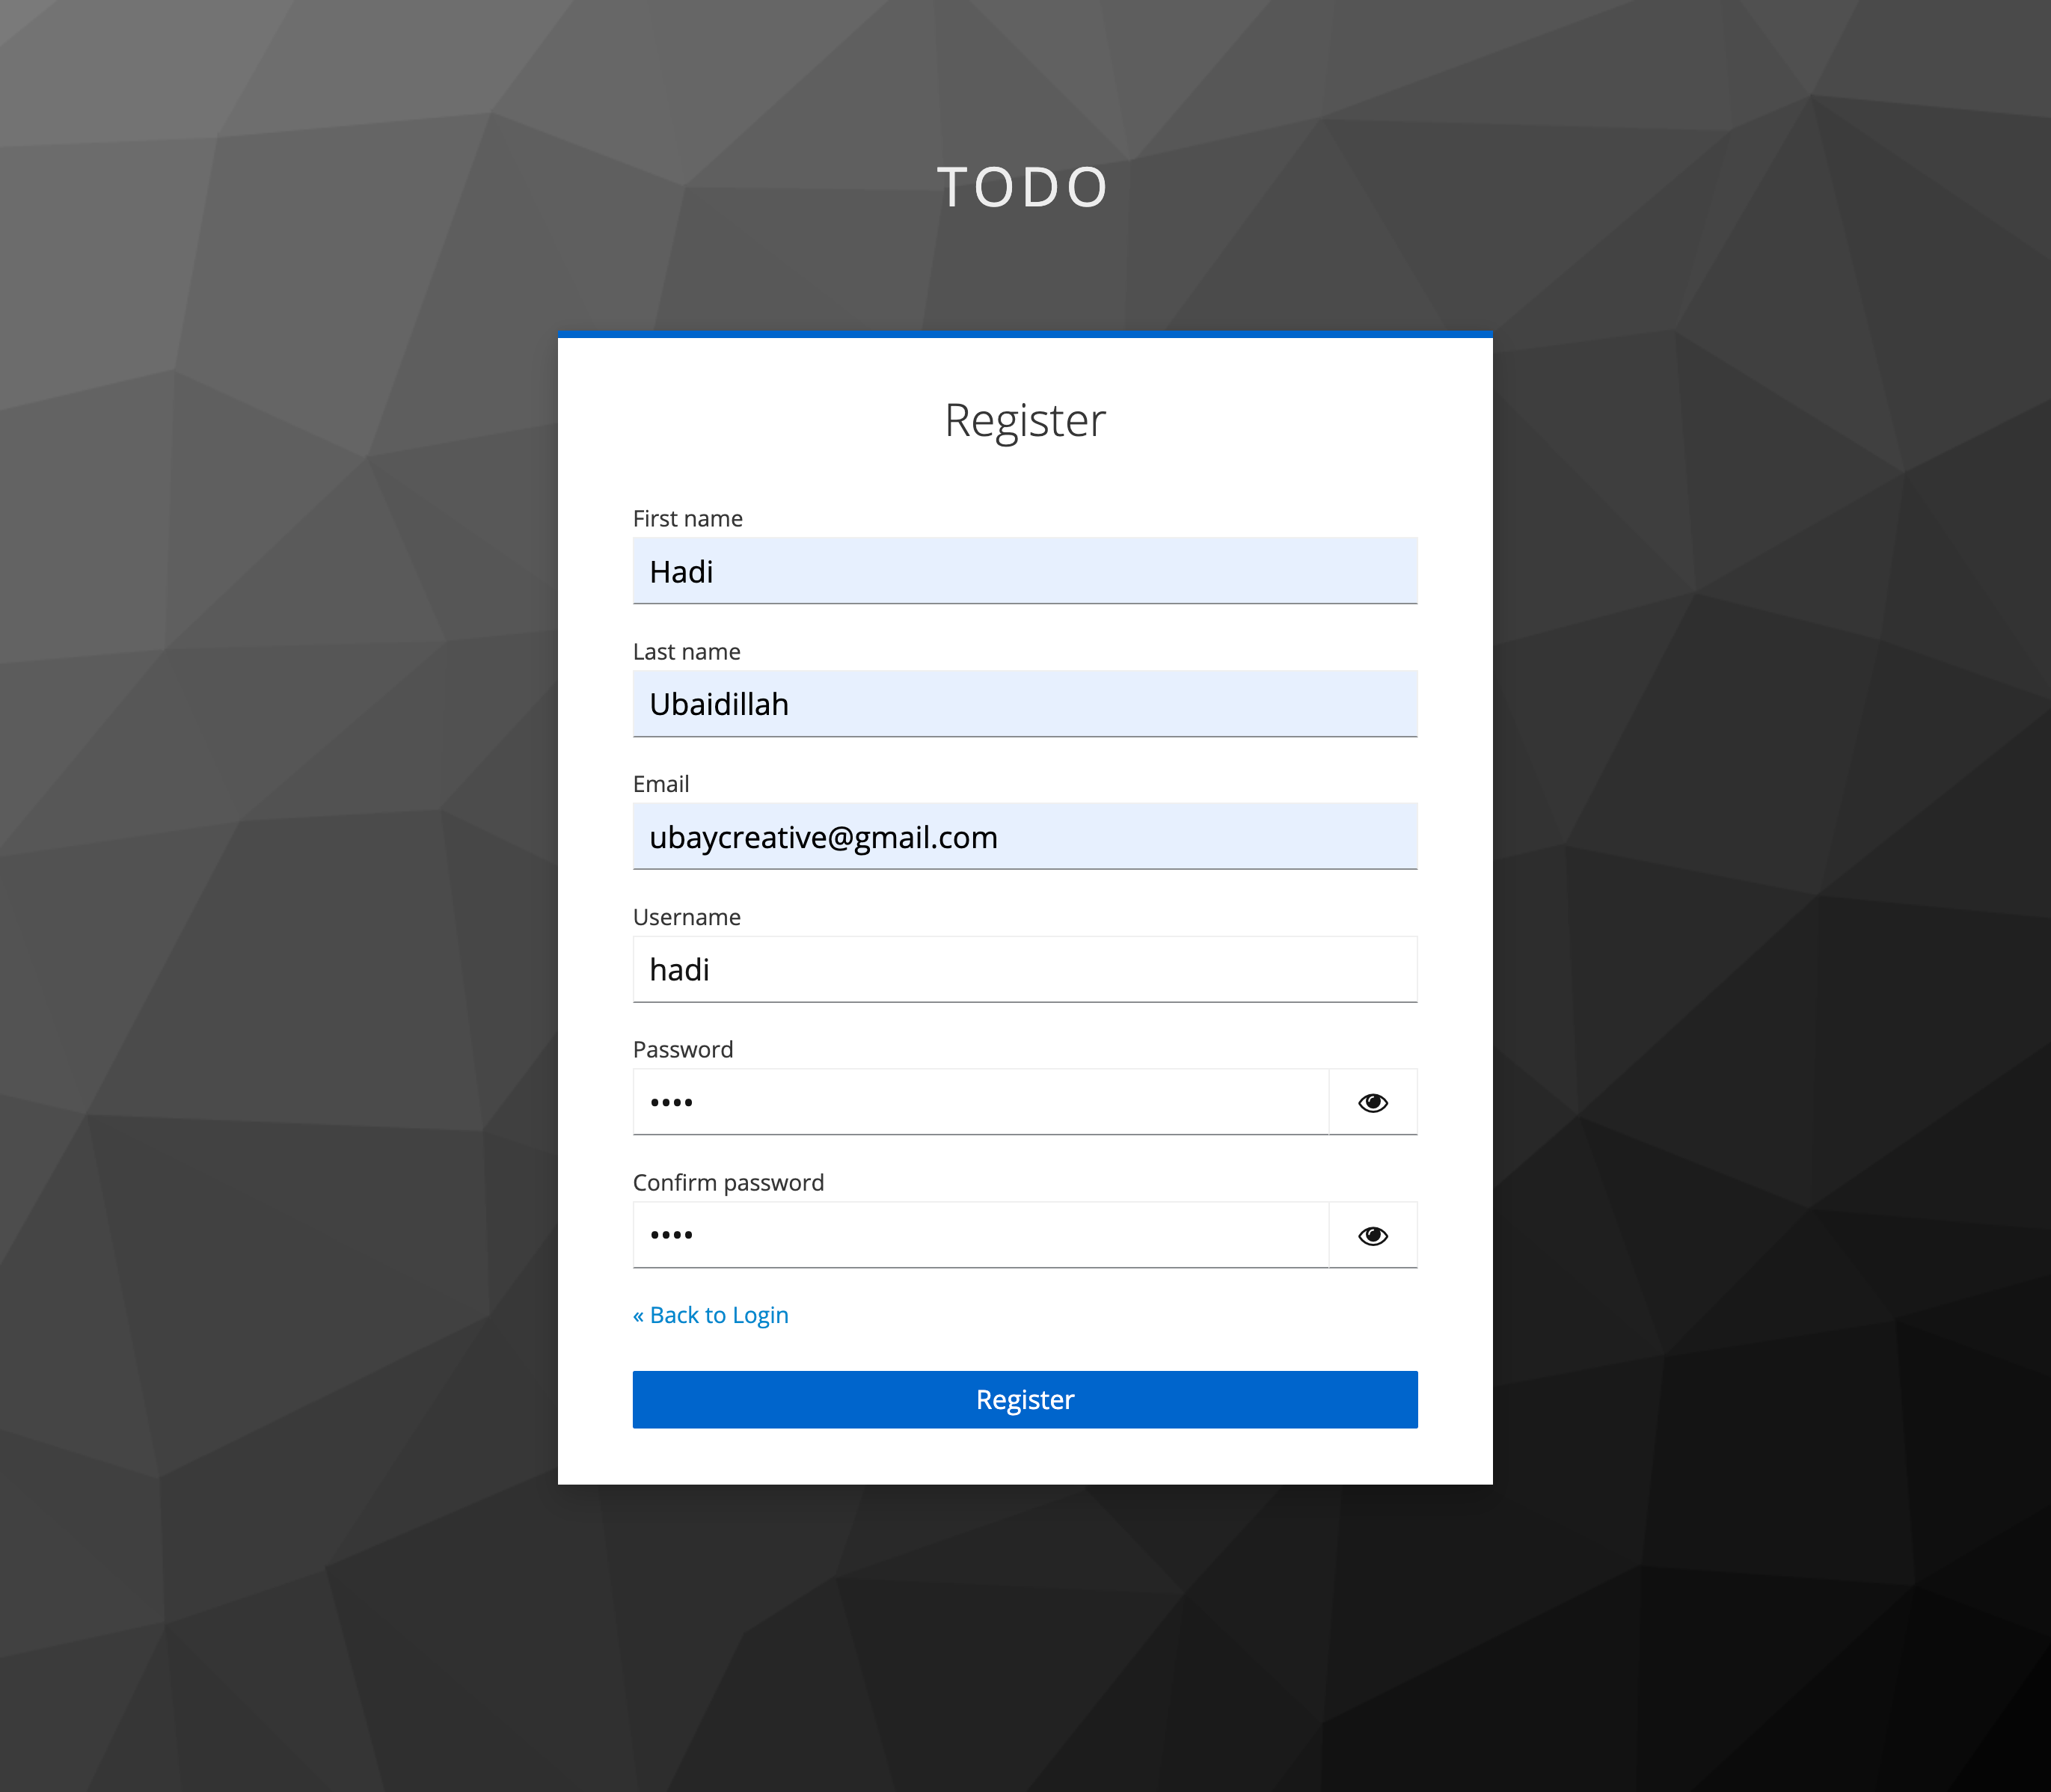 TODO
Register
First name
Hadi
Last name
Ubaidillah
Email
ubaycreative@gmail.com
Username
hadi
Password
••••
Confirm password
••••
« Back to Login
Register